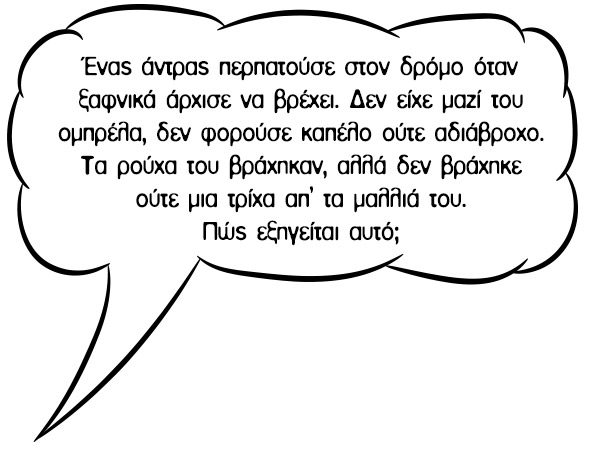 Ένας άντρας περπατούσε στον δρόμο όταν
ξαφνικά άρχισε να βρέχει. Δεν είχε μαζί του
ομπρέλα, δεν φορούσε καπέλο ούτε αδιάβροχο.
Τα ρούχα του βράχηκαν, αλλά δεν βράχηκε
ούτε μια τρίχα απ’ τα μαλλιά του.
Πώς εξηγείται αυτό;